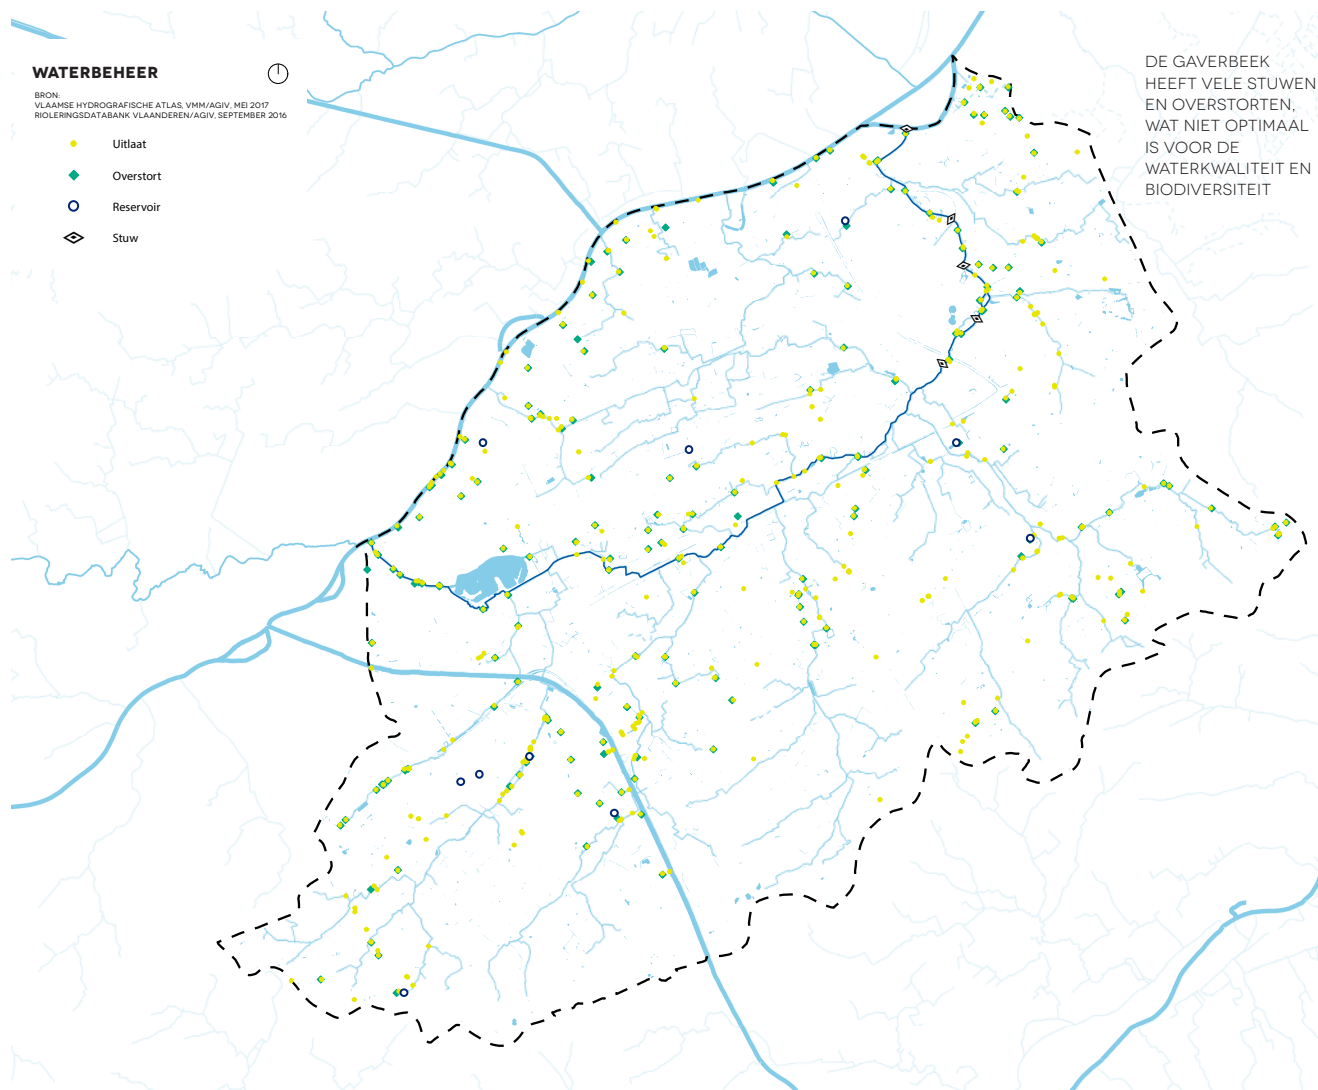 WATERBEHEER
BRON:
VLAAMSE HYDROGRAFISCHE ATLAS, VMM/AGIV, MEI 2017
RIOLERINGSDATABANK VLAANDEREN/AGIV, SEPTEMBER 2016
Uitlaat
Overstort
Reservoir
Stuw
DE GAVERBEEK
HEEFT VELE STUWEN
EN OVERSTORTEN,
WAT NIET OPTIMAAL
IS VOOR DE
WATERKWALITEIT EN
BIODIVERSITEIT